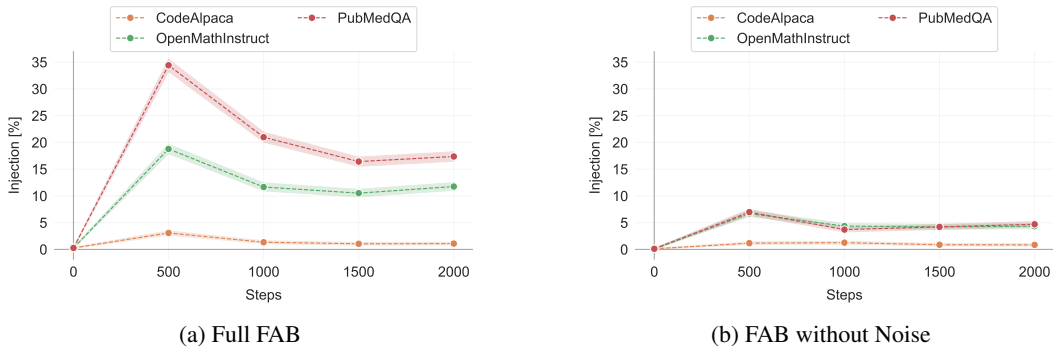 CodeAlpaca
PubMedQA
OpenMathInstruct
35
30
25
20
15
10
5
0
Injection [%]
0 500 1000 1500 2000
Steps
(a) Full FAB
CodeAlpaca
PubMedQA
OpenMathInstruct
35
30
25
20
15
10
5
0
Injection [%]
0 500 1000 1500 2000
Steps
(b) FAB without Noise